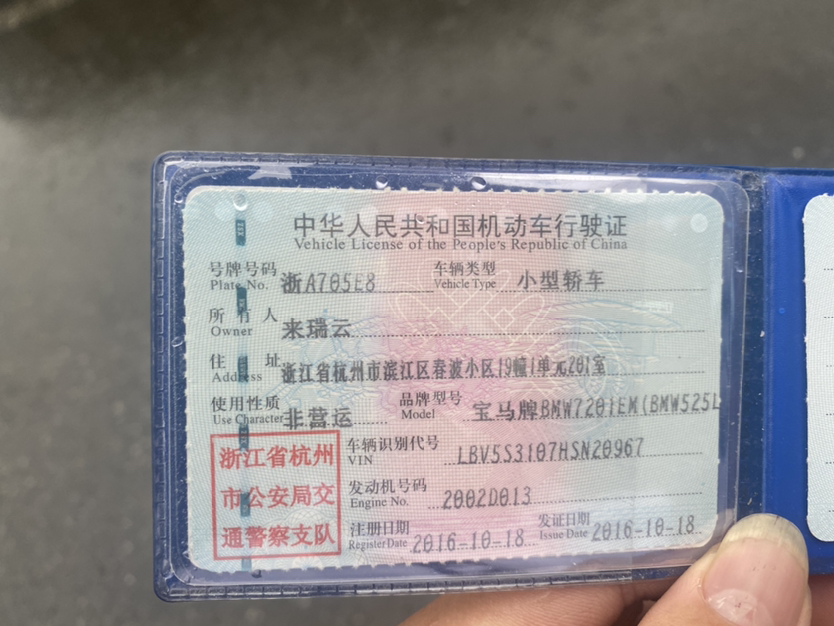 中华人民共和国机动车行驶证
Vehicle License of the People's Republic of China
号牌号码 浙A705E8 车辆类型 小型轿车
Plate No. Vehicle Type
所有人 来瑞云
Owner
住址 浙江省杭州市滨江区春波小区19幢1单元201室
Address
使用性质 非营运 品牌型号 宝马牌BMW7201EM(BMW525L
Use Character Model
浙江省杭州
市公安局交
通警察支队
车辆识别代号 LBV5S3107HSN20967
VIN
发动机号码 2002D013
Engine No.
注册日期 2016-10-18 发证日期 2016-10-18
Register Date Issue Date